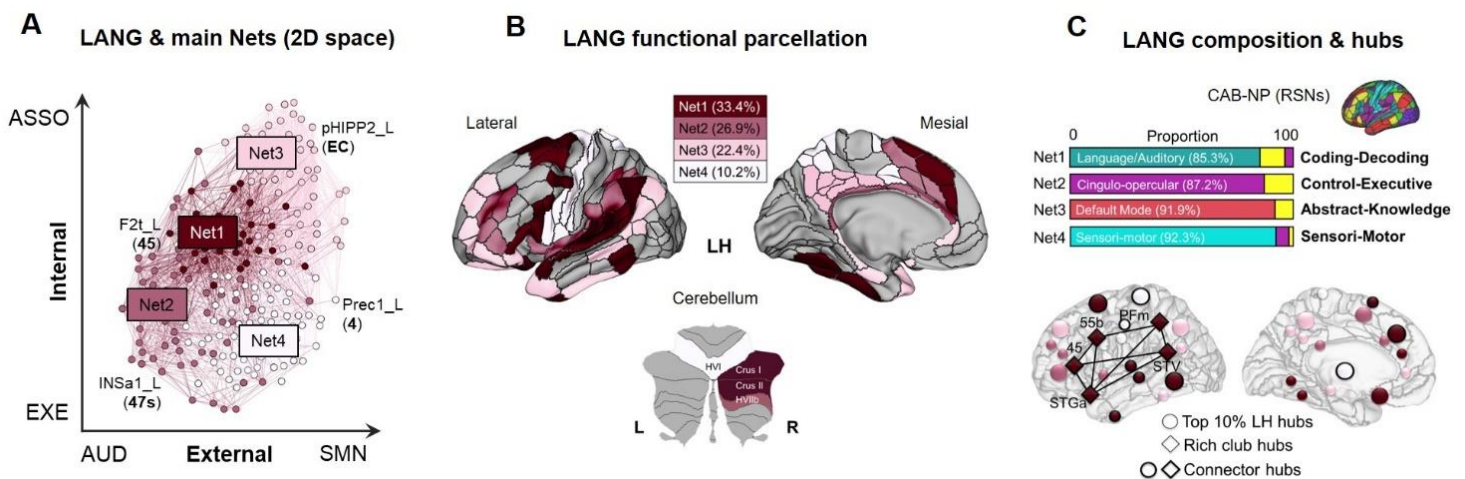 A
LANG & main Nets (2D space)
ASSO
Internal
EXE
AUD
External
SMN
pHIPP2_L
(EC)
Net3
F2t_L
(45)
Net1
Net2
Prec1_L
(4)
Net4
INSa1_L
(47s)
B
LANG functional parcellation
Lateral
Net1 (33.4%)
Net2 (26.9%)
Net3 (22.4%)
Net4 (10.2%)
Mesial
LH
Cerebellum
HVI
Crus I
Crus II
HVIIb
L
R
C
LANG composition & hubs
CAB-NP (RSNs)
0 Proportion 100
Net1 Language/Auditory (85.3%) Coding-Decoding
Net2 Cingulo-opercular (87.2%) Control-Executive
Net3 Default Mode (91.9%) Abstract-Knowledge
Net4 Sensori-motor (92.3%) Sensori-Motor
PFm
55b
45
STV
STGa
Top 10% LH hubs
Rich club hubs
Connector hubs